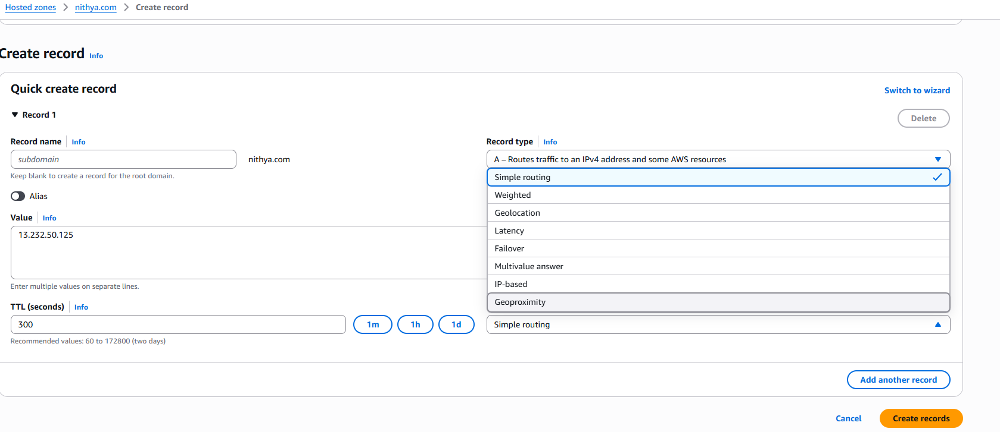 Hosted zones > nithya.com > Create record
Create record Info
Quick create record
Switch to wizard
Record 1
Delete
Record name Info
subdomain
nithya.com
Keep blank to create a record for the root domain.
Record type Info
A – Routes traffic to an IPv4 address and some AWS resources
Alias
Value Info
13.232.50.125
Enter multiple values on separate lines.
Simple routing
Weighted
Geolocation
Latency
Failover
Multivalue answer
IP-based
Geoproximity
TTL (seconds) Info
300
1m
1h
1d
Recommended values: 60 to 172800 (two days)
Simple routing
Add another record
Cancel
Create records